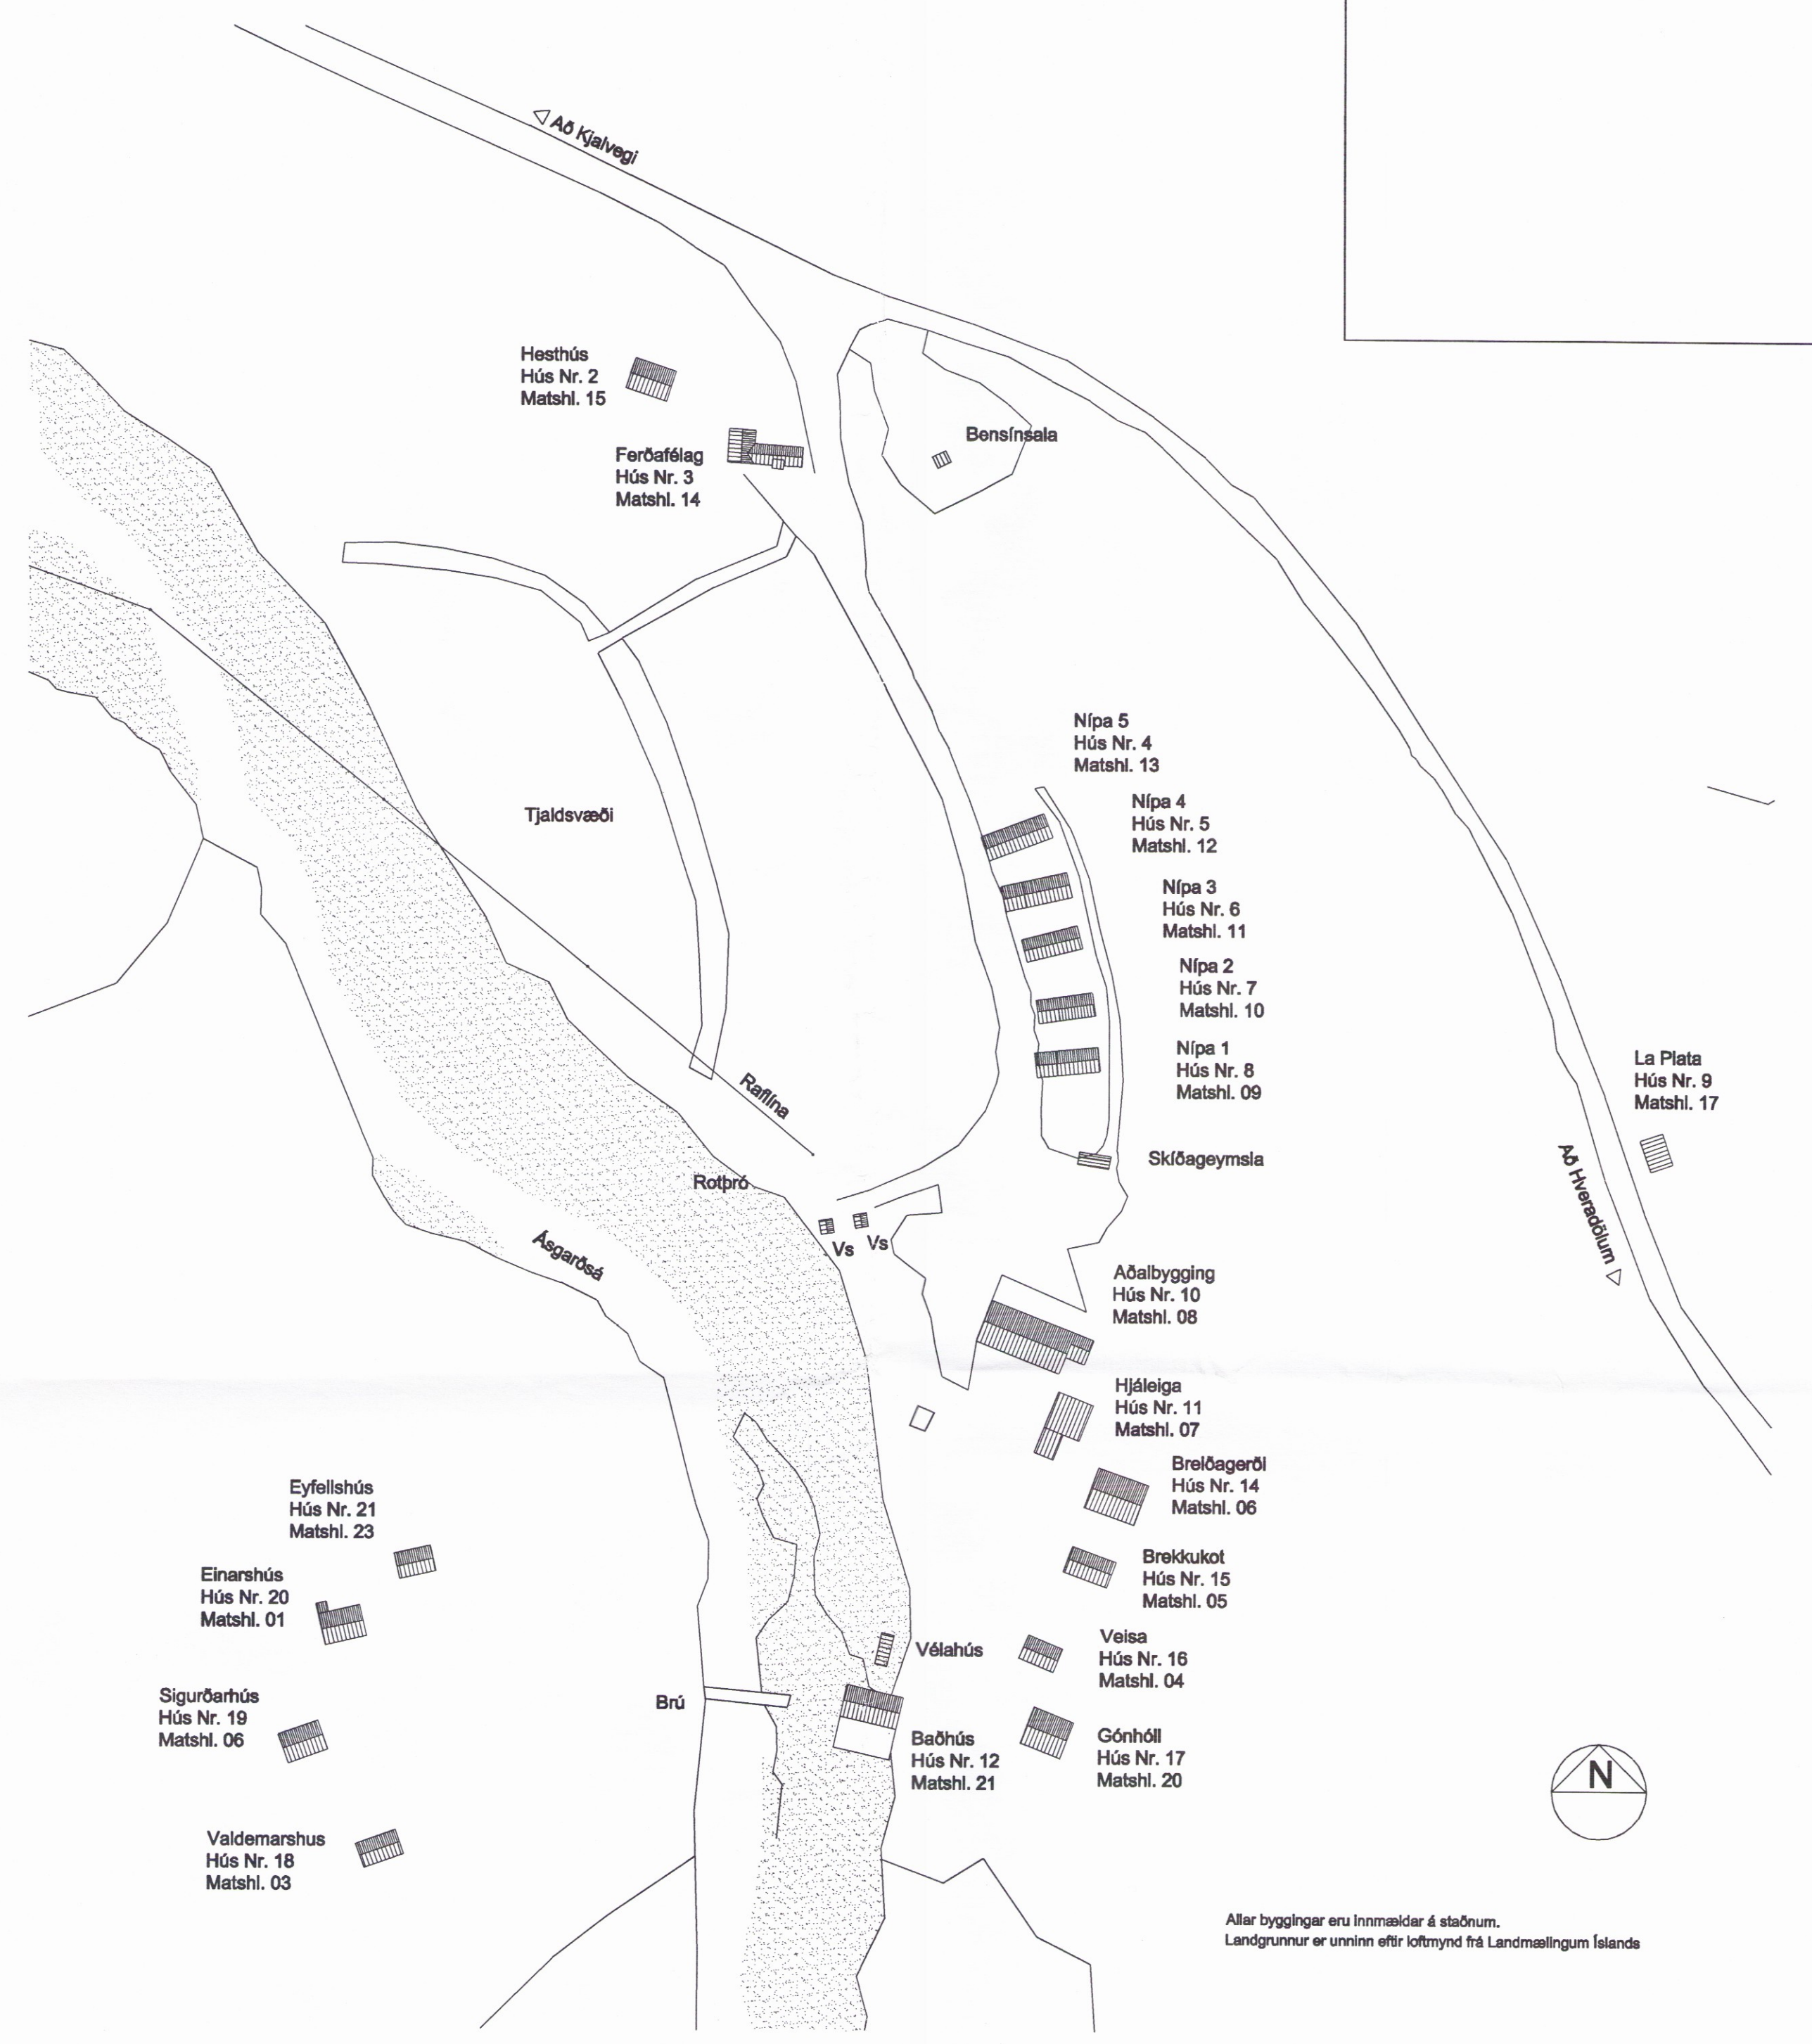 Að Kjalvegi
Hesthús
Hús Nr. 2
Matshl. 15
Bensínsala
Ferðafélag
Hús Nr. 3
Matshl. 14
Nípa 5
Hús Nr. 4
Matshl. 13
Nípa 4
Hús Nr. 5
Matshl. 12
Tjaldsvæði
Nípa 3
Hús Nr. 6
Matshl. 11
Nípa 2
Hús Nr. 7
Matshl. 10
Nípa 1
Hús Nr. 8
Matshl. 09
La Plata
Hús Nr. 9
Matshl. 17
Raflína
Skíðageymsla
Að Hveradölum
Rotþró
Vs
Vs
Ásgarðsá
Aðalbygging
Hús Nr. 10
Matshl. 08
Hjáleiga
Hús Nr. 11
Matshl. 07
Breiðagerði
Hús Nr. 14
Matshl. 06
Eyfellshús
Hús Nr. 21
Matshl. 23
Brekkukot
Hús Nr. 15
Matshl. 05
Einarshús
Hús Nr. 20
Matshl. 01
Vélahús
Veisa
Hús Nr. 16
Matshl. 04
Sigurðarhús
Hús Nr. 19
Matshl. 06
Brú
Baðhús
Hús Nr. 12
Matshl. 21
Gónhóll
Hús Nr. 17
Matshl. 20
N
Valdemarshus
Hús Nr. 18
Matshl. 03
Allar byggingar eru innmældar á staðnum.
Landgrunnur er unninn eftir loftmynd frá Landmælingum Íslands